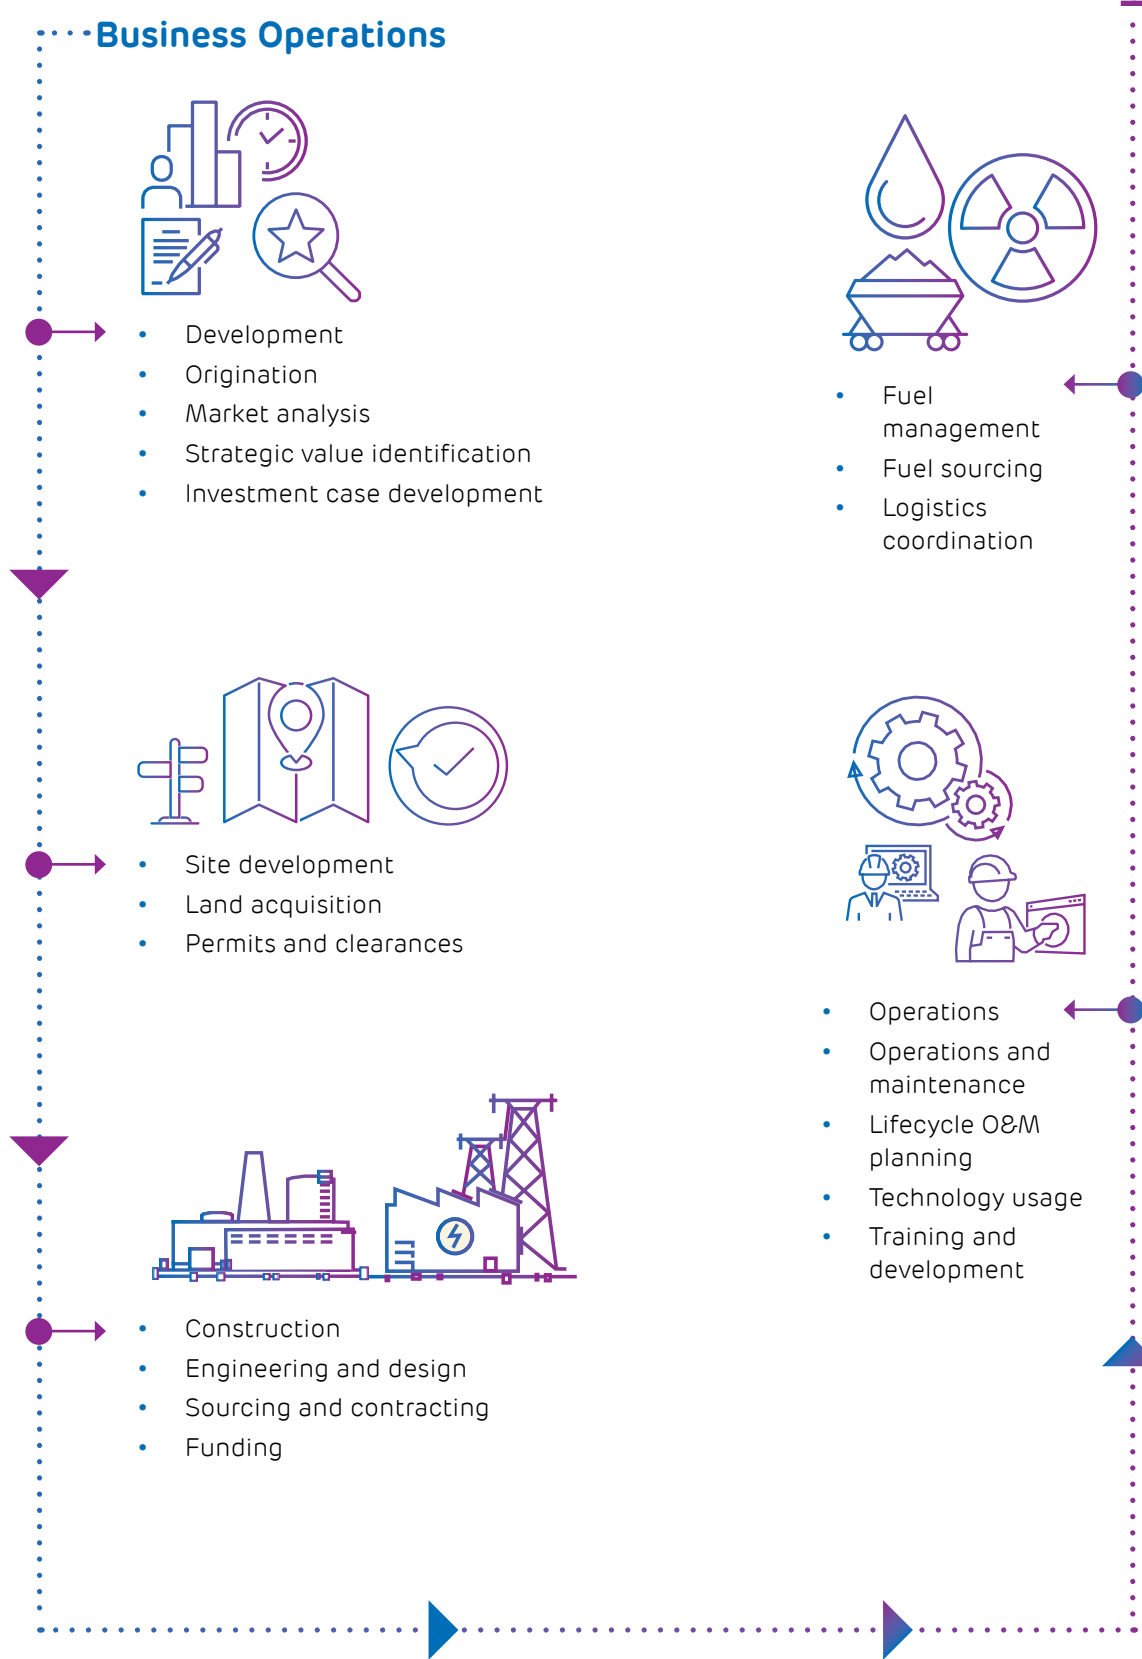 Business Operations
• Development
• Origination
• Market analysis
• Strategic value identification
• Investment case development
• Site development
• Land acquisition
• Permits and clearances
• Construction
• Engineering and design
• Sourcing and contracting
• Funding
• Fuel
management
• Fuel sourcing
• Logistics
coordination
• Operations
• Operations and
maintenance
• Lifecycle O&M
planning
• Technology usage
• Training and
development